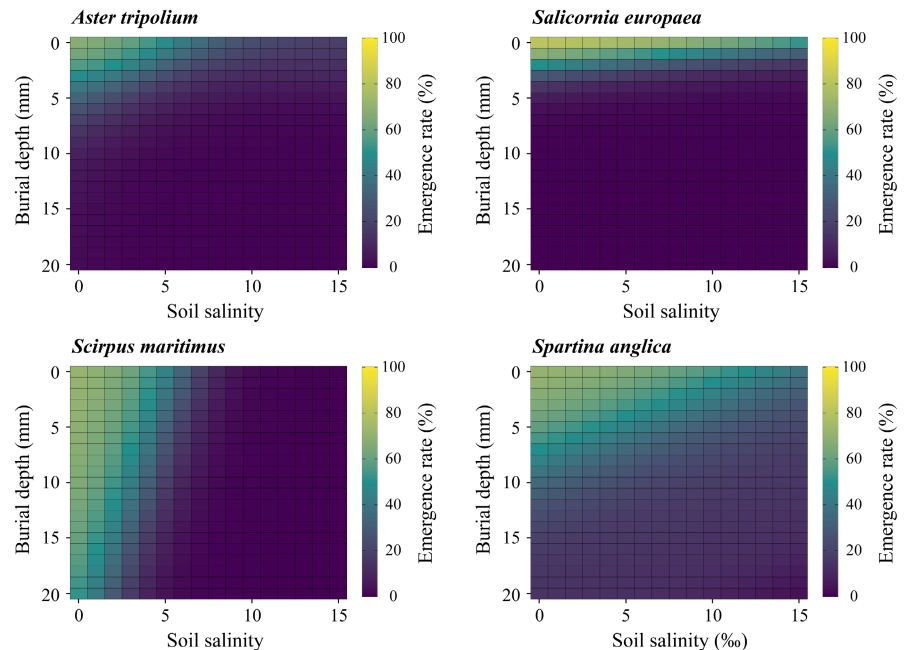 Aster tripolium
Burial depth (mm)
0
5
10
15
20
0 5 10 15
Soil salinity
100
80
60
40
20
0
Emergence rate (%)
Salicornia europaea
Burial depth (mm)
0
5
10
15
20
0 5 10 15
Soil salinity
100
80
60
40
20
0
Emergence rate (%)
Scirpus maritimus
Burial depth (mm)
0
5
10
15
20
0 5 10 15
Soil salinity
100
80
60
40
20
0
Emergence rate (%)
Spartina anglica
Burial depth (mm)
0
5
10
15
20
0 5 10 15
Soil salinity (‰)
100
80
60
40
20
0
Emergence rate (%)